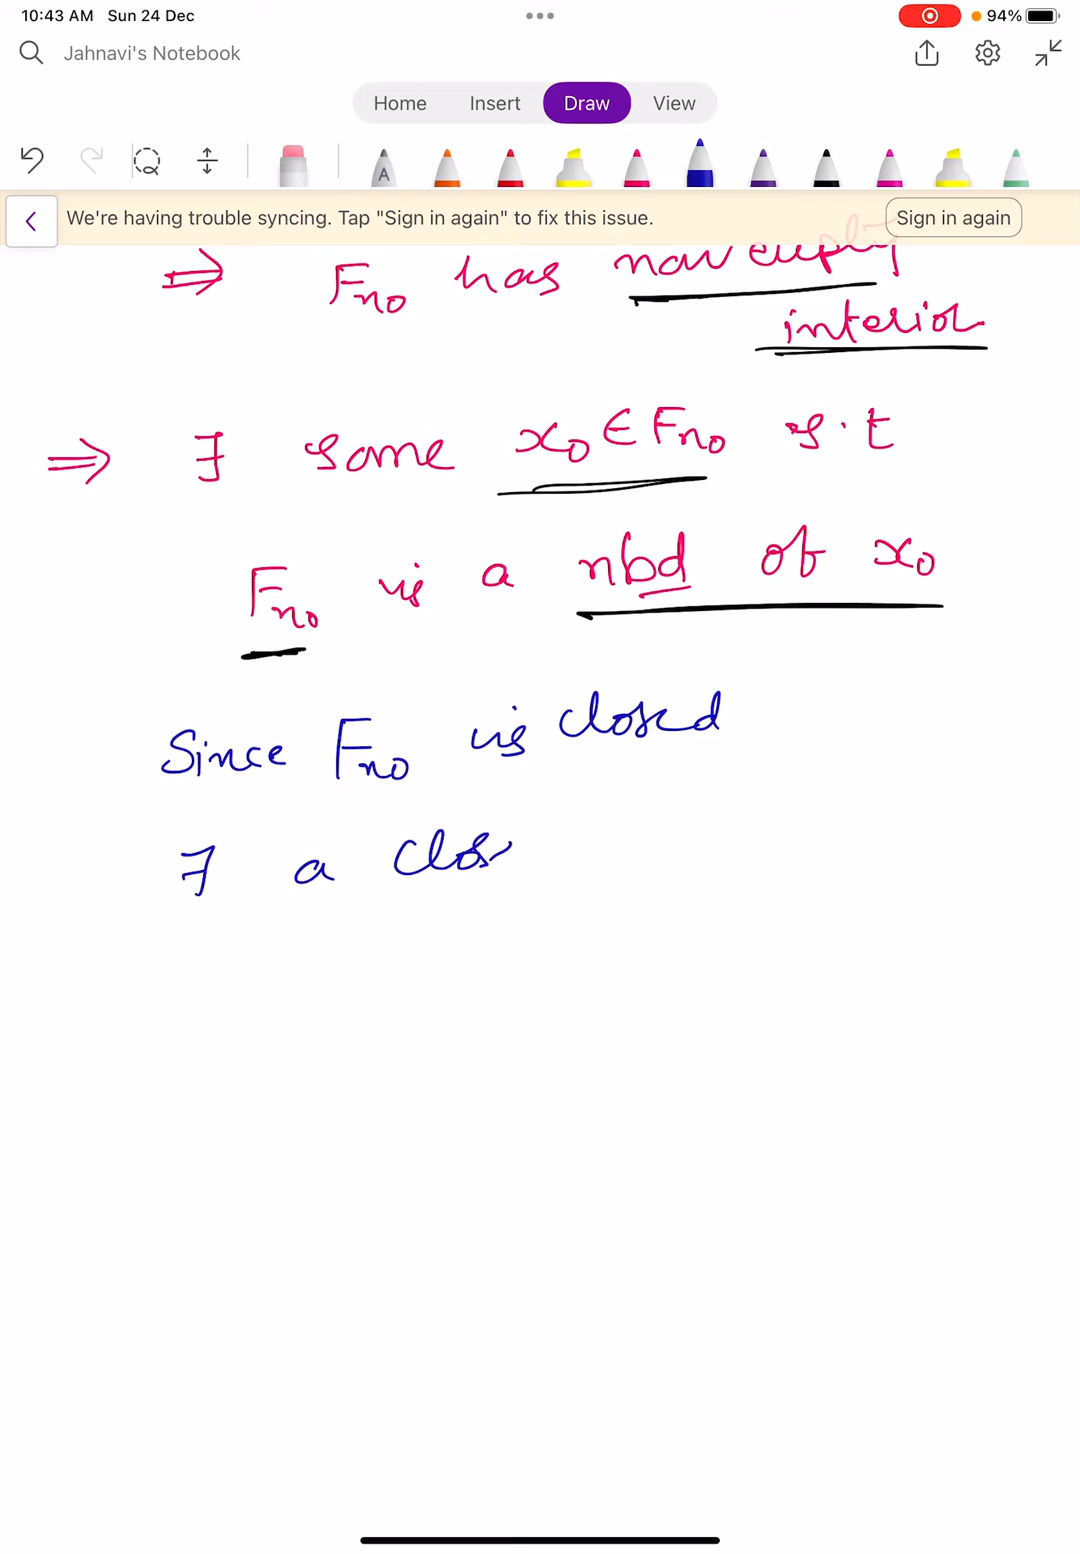 10:43 AM Sun 24 Dec
94%
Jahnavi's Notebook
Home Insert Draw View
A
We're having trouble syncing. Tap "Sign in again" to fix this issue. Sign in again
⇒ Fn₀ has non empty
interior
⇒ ∃ some x₀ ∈ Fn₀ s.t
Fn₀ is a nbd of x₀
Since Fn₀ is closed
∃ a clos